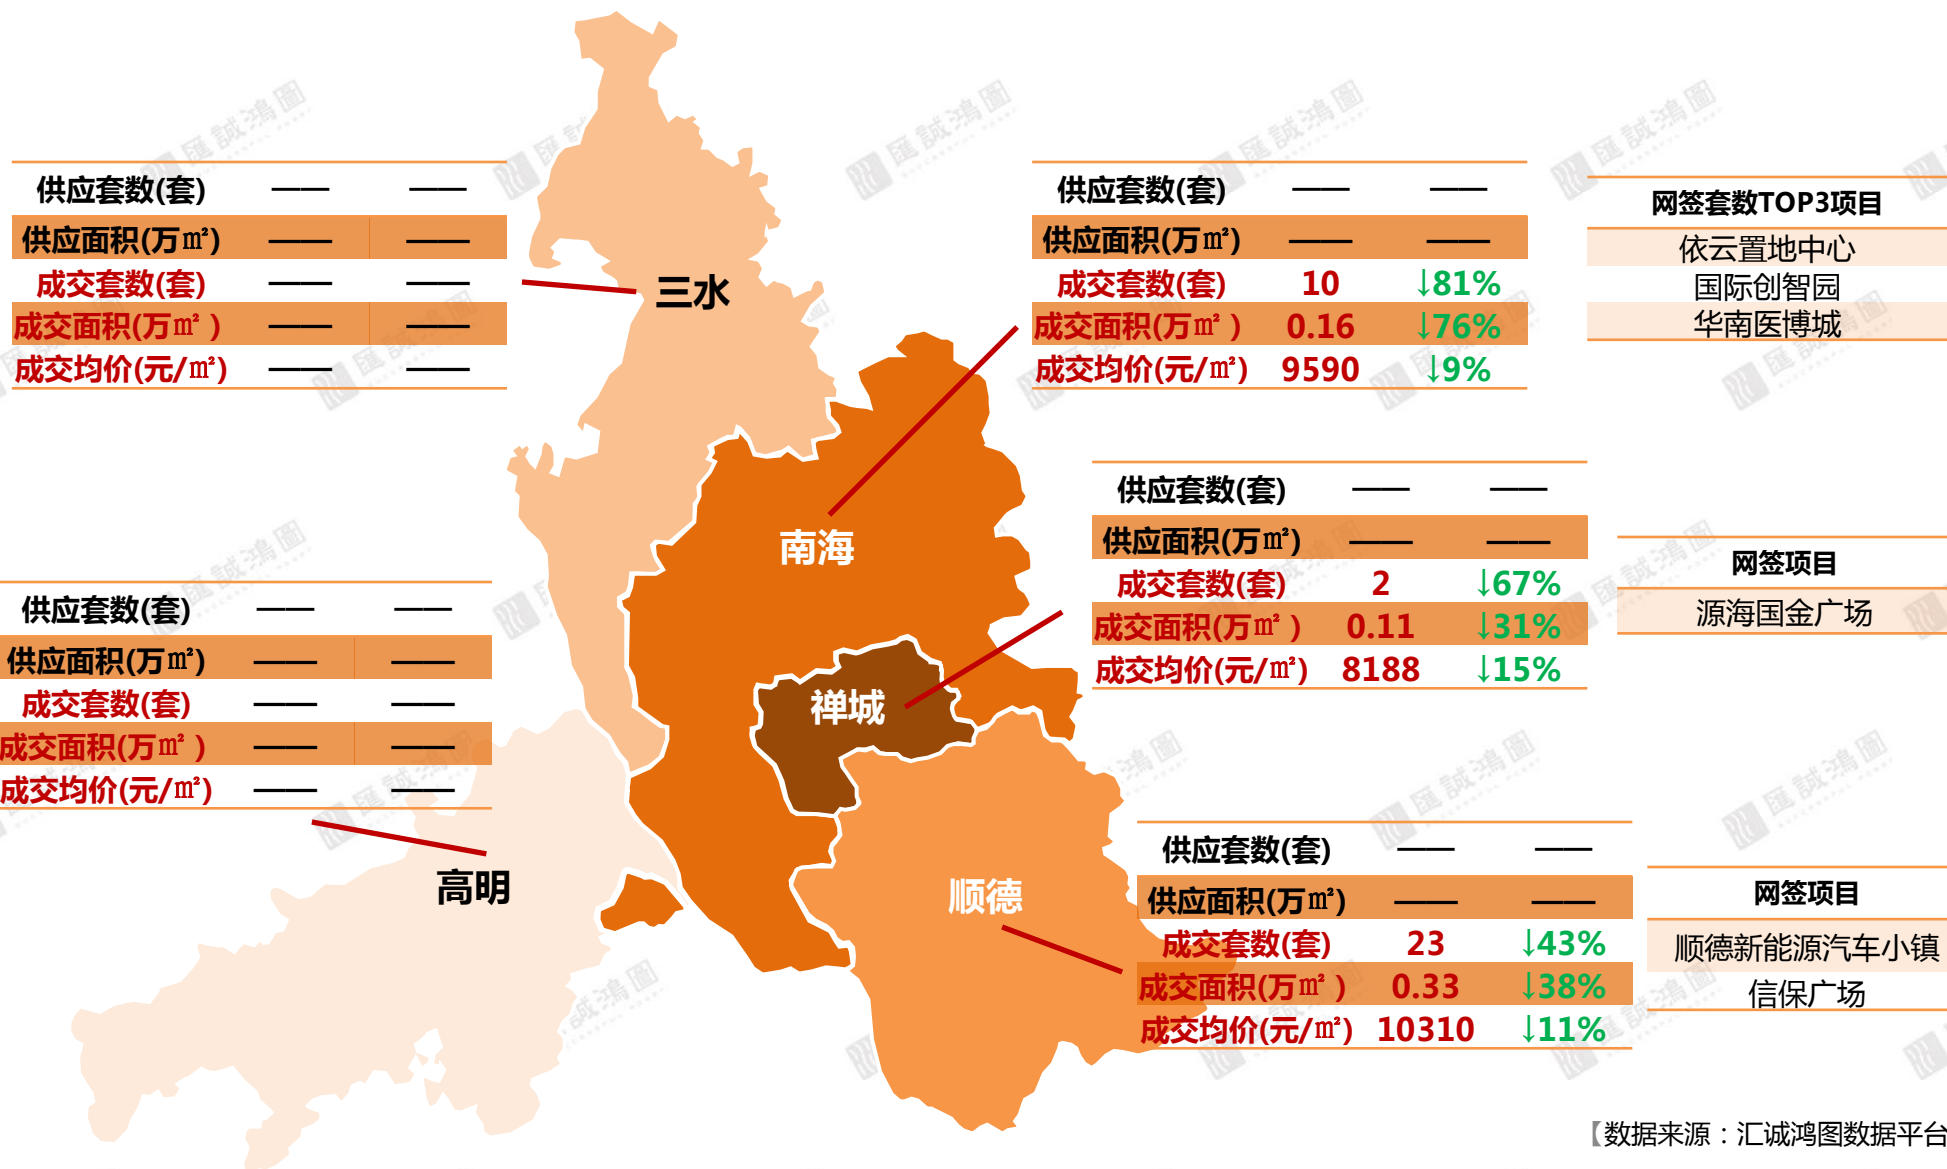 供应套数(套) —— ——
供应面积(万㎡) —— ——
成交套数(套) —— ——
成交面积(万㎡ ) —— ——
成交均价(元/㎡) —— ——
三水
供应套数(套) —— ——
供应面积(万㎡) —— ——
成交套数(套) 10 ↓81%
成交面积(万㎡ ) 0.16 ↓76%
成交均价(元/㎡) 9590 ↓9%
网签套数TOP3项目
依云置地中心
国际创智园
华南医博城
南海
供应套数(套) —— ——
供应面积(万㎡) —— ——
成交套数(套) 2 ↓67%
成交面积(万㎡ ) 0.11 ↓31%
成交均价(元/㎡) 8188 ↓15%
网签项目
源海国金广场
禅城
供应套数(套) —— ——
供应面积(万㎡) —— ——
成交套数(套) —— ——
成交面积(万㎡ ) —— ——
成交均价(元/㎡) —— ——
高明
顺德
供应套数(套) —— ——
供应面积(万㎡) —— ——
成交套数(套) 23 ↓43%
成交面积(万㎡ ) 0.33 ↓38%
成交均价(元/㎡) 10310 ↓11%
网签项目
顺德新能源汽车小镇
信保广场
【数据来源：汇诚鸿图数据平台
匯誠鴻圖